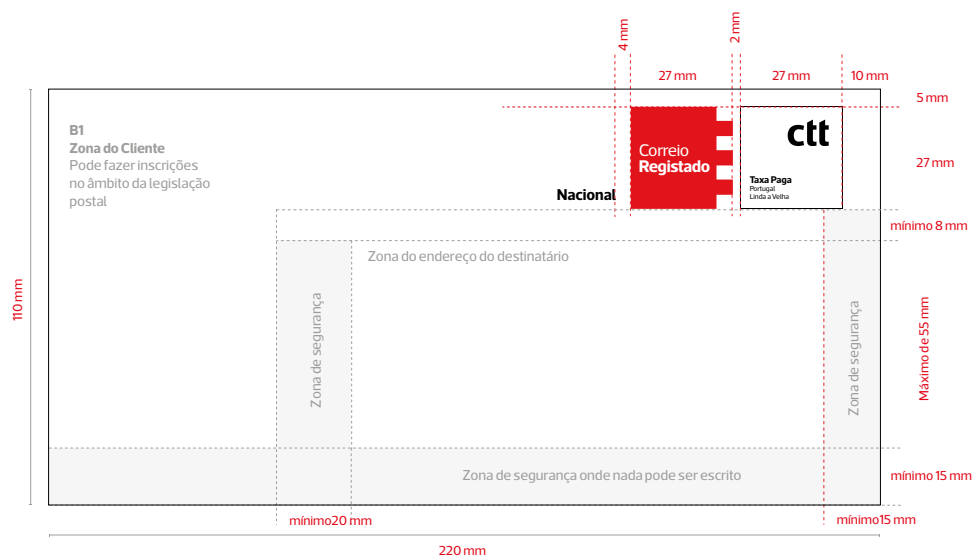 4 mm
2 mm
27 mm
27 mm
10 mm
5 mm
B1
Zona do Cliente
Pode fazer inscrições
no âmbito da legislação
postal
Correio
Registado
ctt
Taxa Paga
Portugal
Linda a Velha
27 mm
Nacional
mínimo 8 mm
Zona do endereço do destinatário
110 mm
Zona de segurança
Zona de segurança
Máximo de 55 mm
Zona de segurança onde nada pode ser escrito
mínimo 15 mm
mínimo20 mm
mínimo15 mm
220 mm